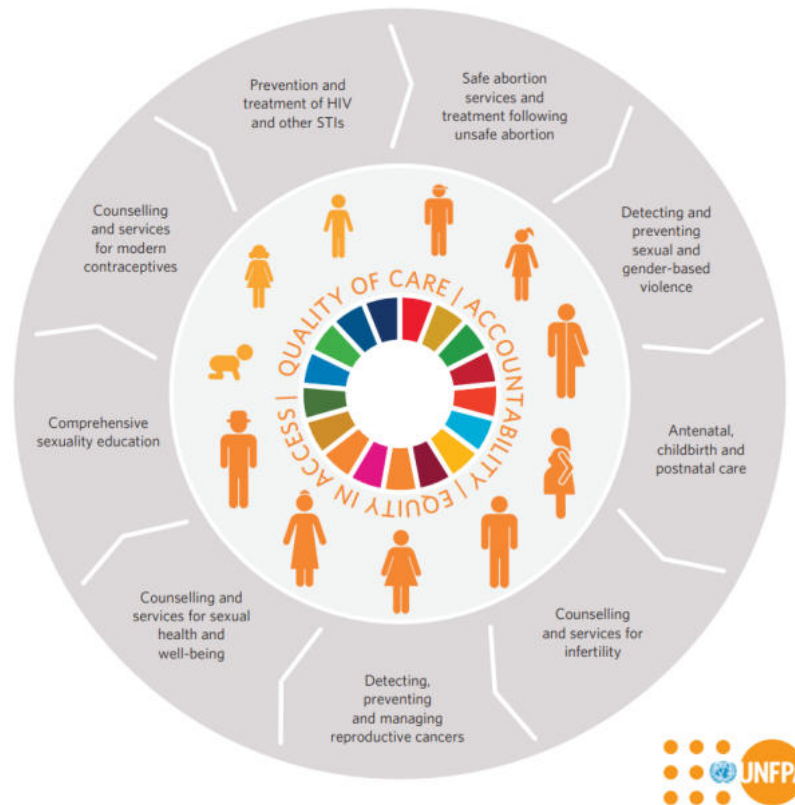 Prevention and
treatment of HIV
and other STIs
Safe abortion
services and
treatment following
unsafe abortion
Detecting and
preventing
sexual and
gender-based
violence
Antenatal,
childbirth and
postnatal care
Counselling
and services for
infertility
Detecting,
preventing
and managing
reproductive cancers
Counselling and
services for sexual
health and
well-being
Comprehensive
sexuality education
Counselling
and services
for modern
contraceptives
QUALITY OF CARE | ACCOUNTABILITY | EQUITY IN ACCESS |
UNFPA